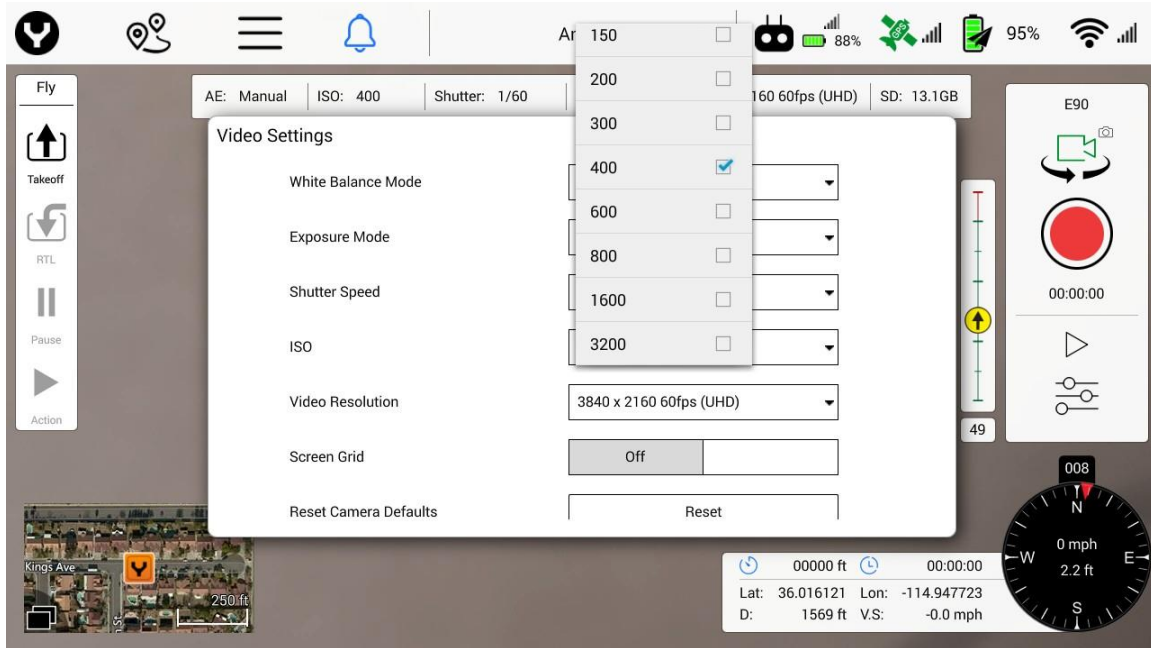 Ar
88%
GPS
95%
Fly
Takeoff
RTL
Pause
Action
AE: Manual
ISO: 400
Shutter: 1/60
160 60fps (UHD)
SD: 13.1GB
Video Settings
White Balance Mode
Exposure Mode
Shutter Speed
ISO
Video Resolution
3840 x 2160 60fps (UHD)
Screen Grid
Off
Reset Camera Defaults
Reset
150
200
300
400
600
800
1600
3200
E90
00:00:00
49
008
N
W
E
S
0 mph
2.2 ft
Kings Ave
250 ft
00000 ft
00:00:00
Lat: 36.016121 Lon: -114.947723
D: 1569 ft V.S: -0.0 mph